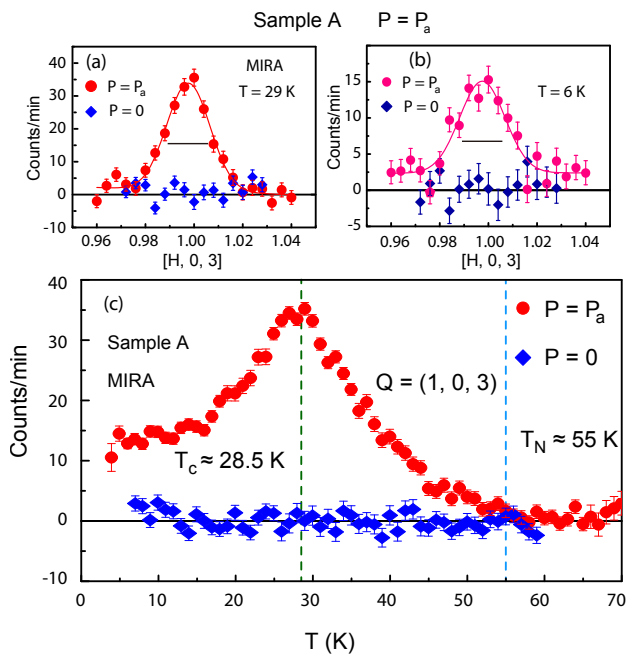 Sample A P = Pa
(a)
MIRA
P = Pa
T = 29 K
P = 0
Counts/min
40
30
20
10
0
-10
0.96 0.98 1.00 1.02 1.04
[H, 0, 3]
(b)
P = Pa
T = 6 K
P = 0
Counts/min
15
10
5
0
-5
0.96 0.98 1.00 1.02 1.04
[H, 0, 3]
(c)
Sample A
MIRA
P = Pa
P = 0
Q = (1, 0, 3)
Tc ≈ 28.5 K
TN ≈ 55 K
Counts/min
40
30
20
10
0
-10
0 10 20 30 40 50 60 70
T (K)